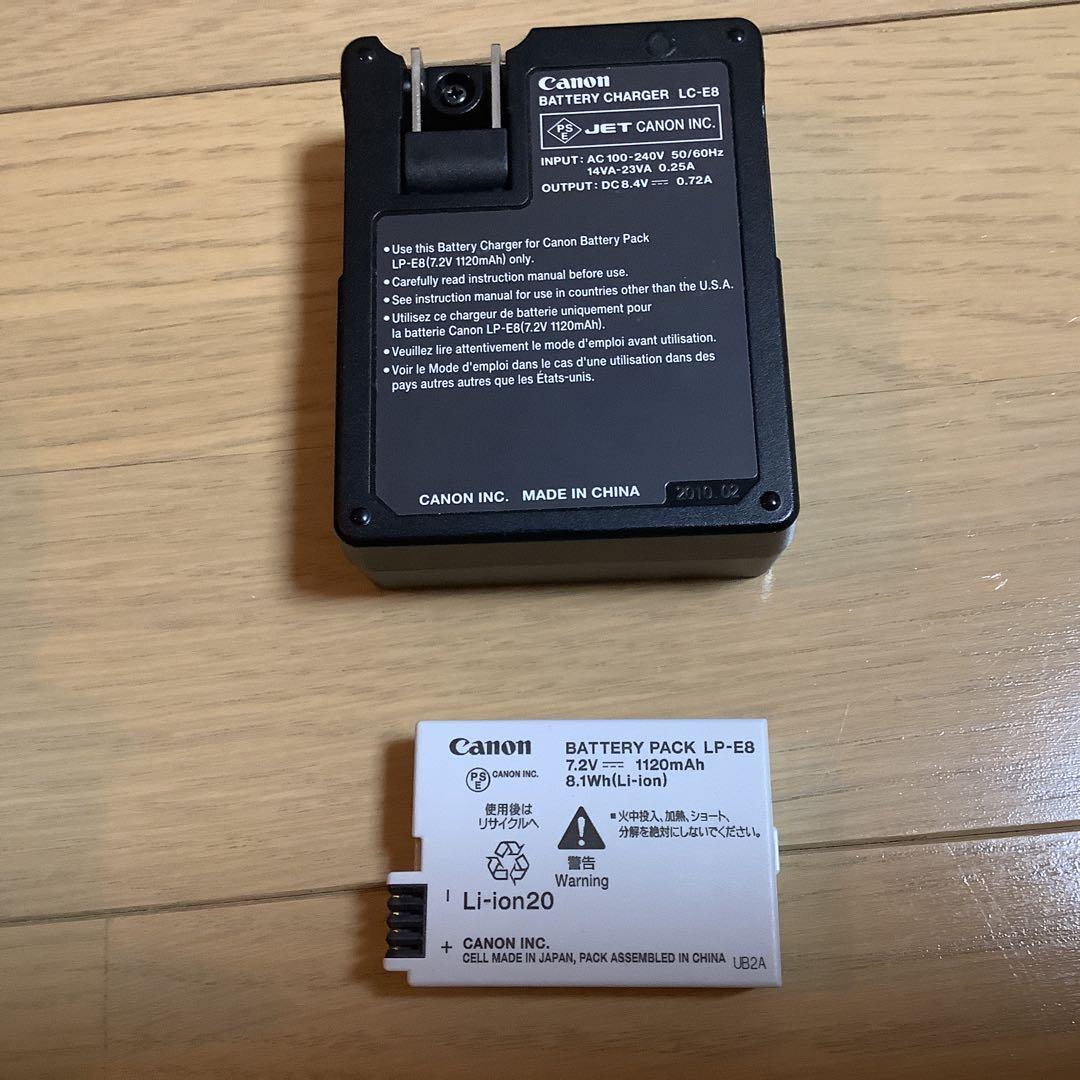 Canon
BATTERY CHARGER LC-E8
PS
E JET CANON INC.
INPUT: AC 100-240V 50/60Hz
14VA-23VA 0.25A
OUTPUT: DC 8.4V ⎓ 0.72A
•Use this Battery Charger for Canon Battery Pack
LP-E8(7.2V 1120mAh) only.
•Carefully read instruction manual before use.
•See instruction manual for use in countries other than the U.S.A.
•Utilisez ce chargeur de batterie uniquement pour
la batterie Canon LP-E8(7.2V 1120mAh).
•Veuillez lire attentivement le mode d'emploi avant utilisation.
•Voir le Mode d'emploi dans le cas d'une utilisation dans des
pays autres autres que les États-unis.
CANON INC. MADE IN CHINA 2010.02
Canon BATTERY PACK LP-E8
7.2V ⎓ 1120mAh
PS
E CANON INC. 8.1Wh(Li-ion)
使用後は
リサイクルへ
▪火中投入、加熱、ショート、
分解を絶対にしないでください。
警告
Warning
− Li-ion20
+ CANON INC.
CELL MADE IN JAPAN, PACK ASSEMBLED IN CHINA UB2A